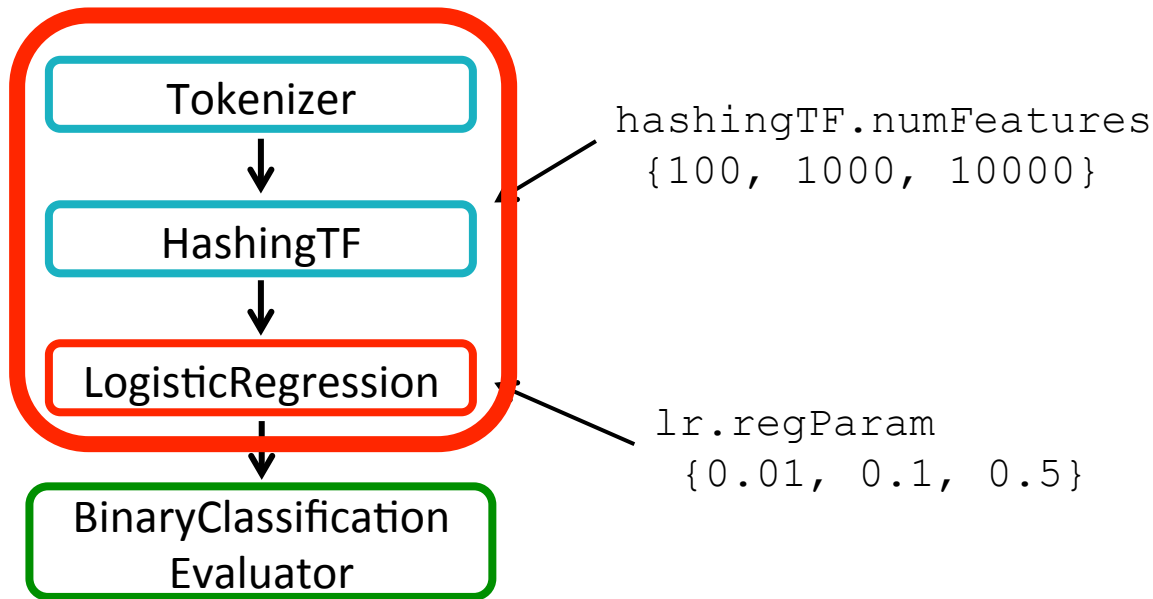 Tokenizer
HashingTF
LogisticRegression
BinaryClassification
Evaluator
hashingTF.numFeatures
{100, 1000, 10000}
lr.regParam
{0.01, 0.1, 0.5}